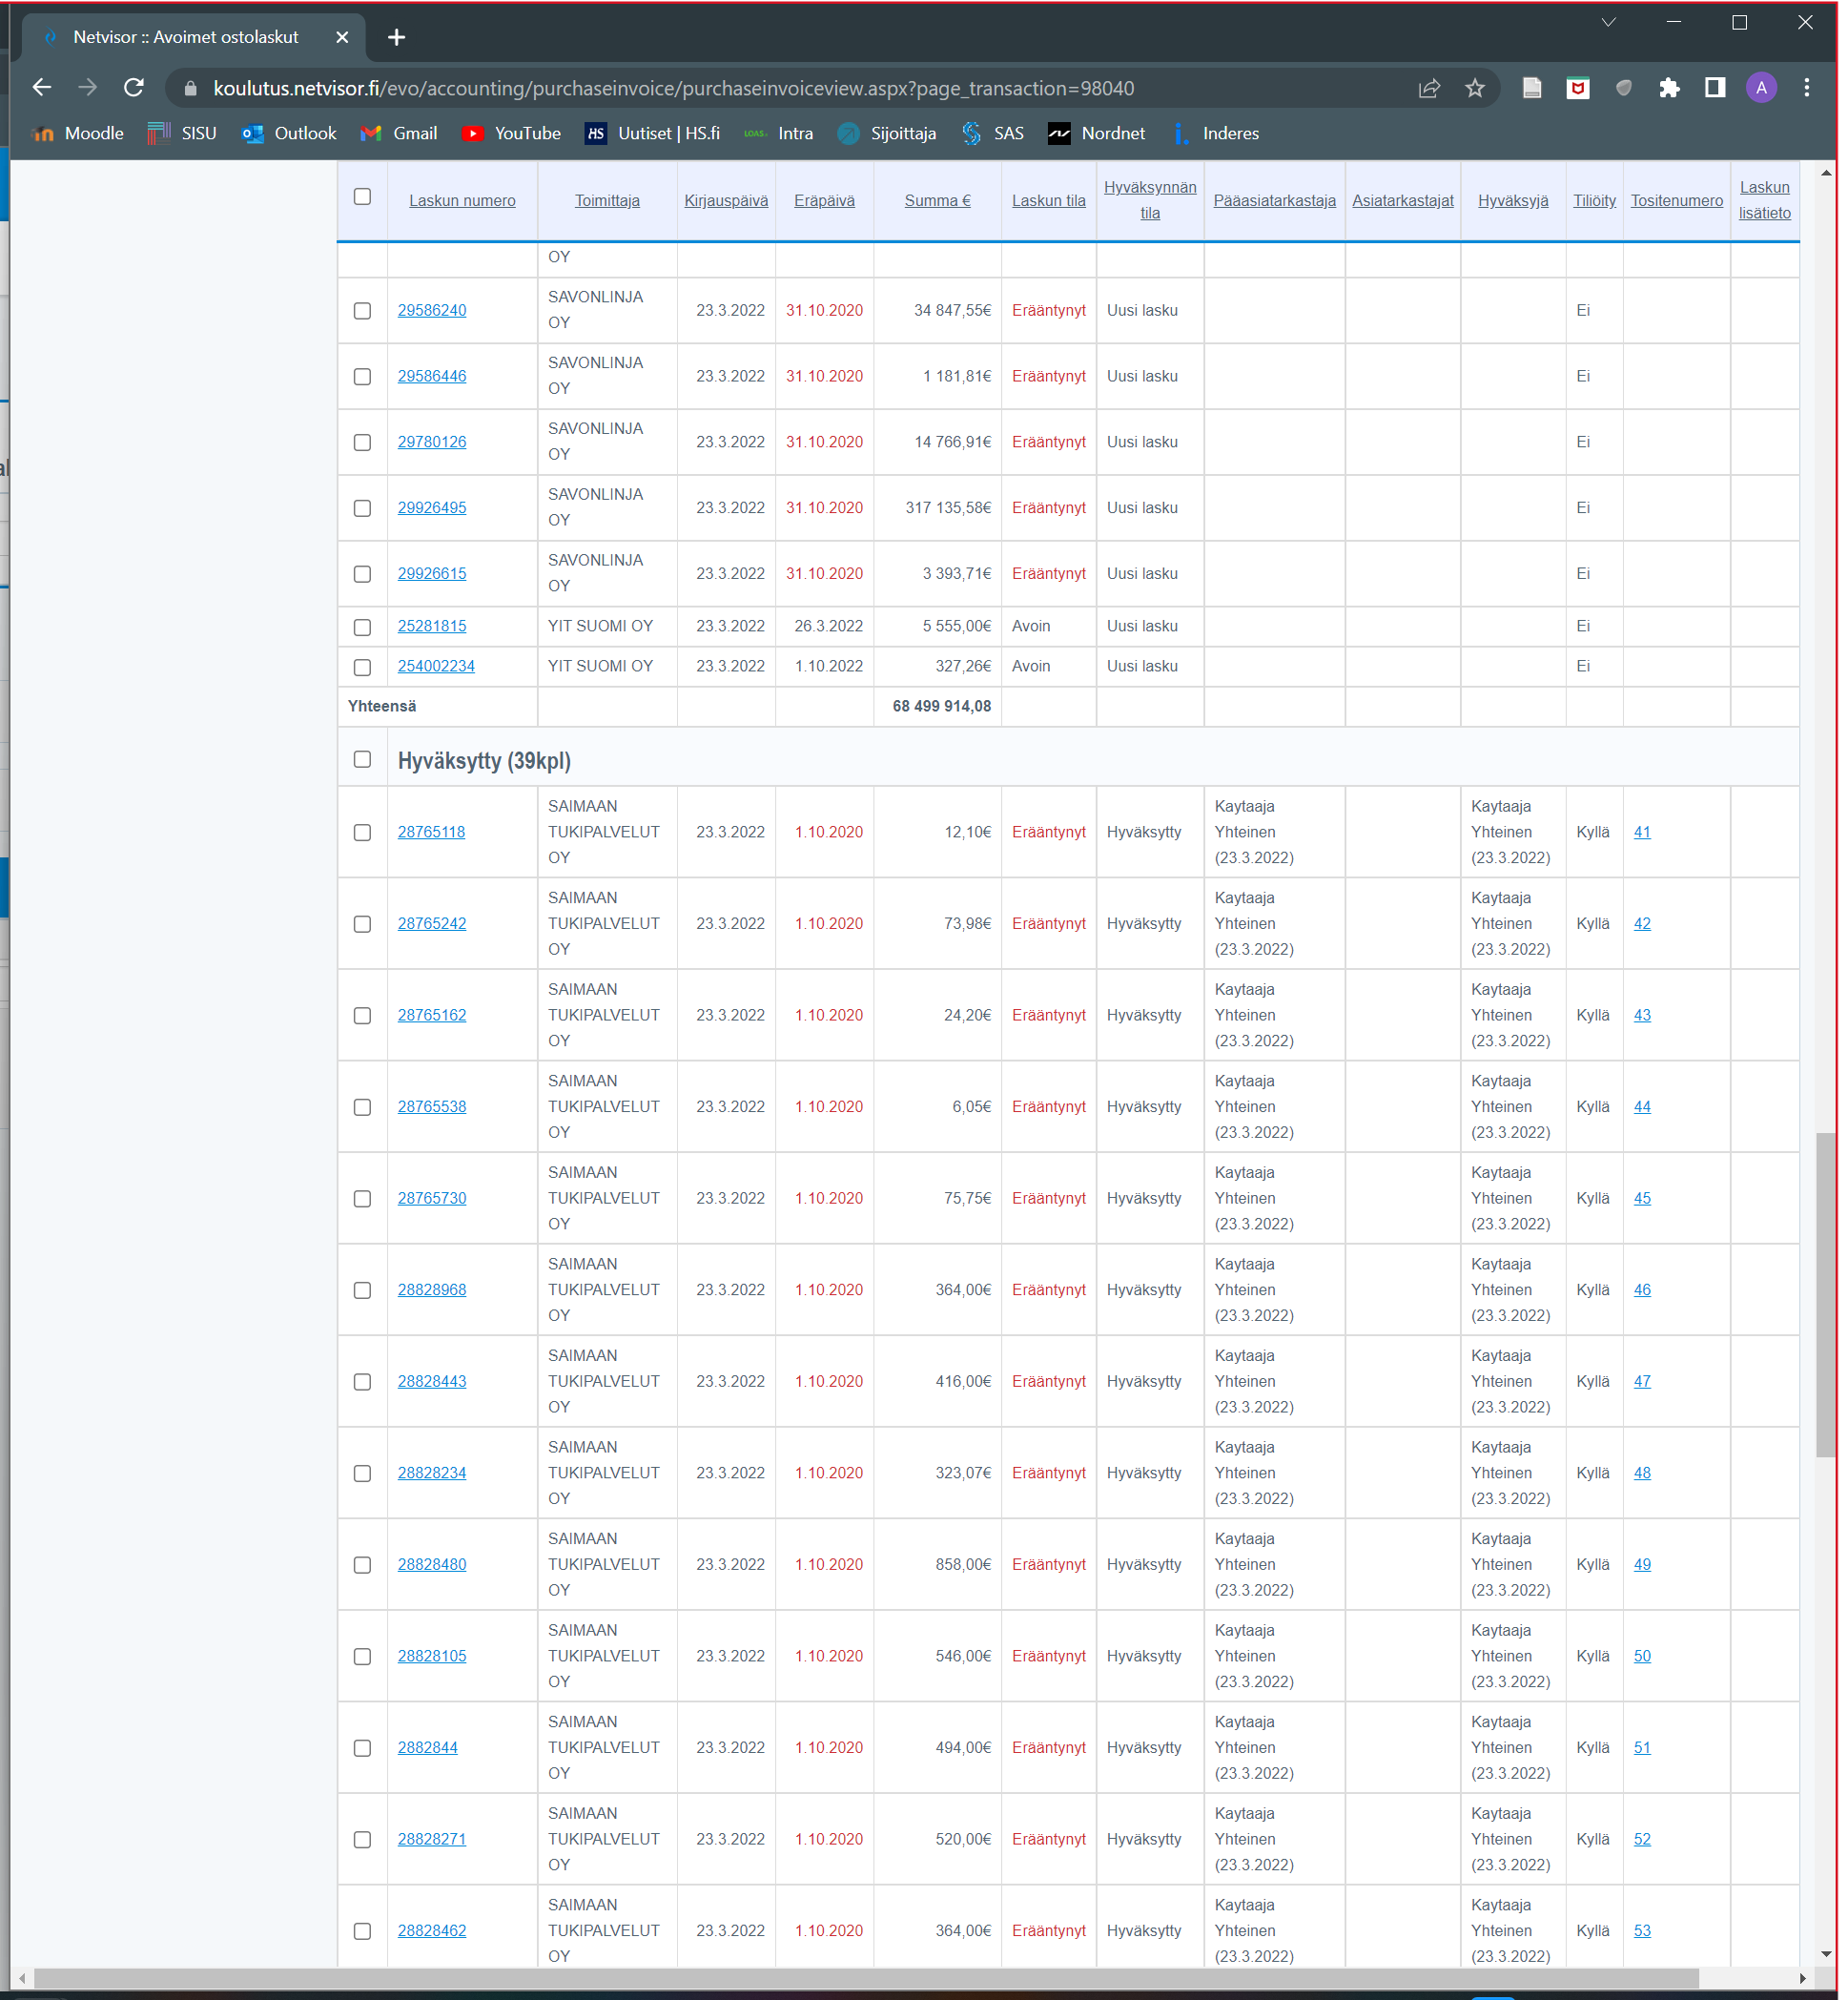 Netvisor :: Avoimet ostolaskut
koulutus.netvisor.fi/evo/accounting/purchaseinvoice/purchaseinvoiceview.aspx?page_transaction=98040
A
Moodle SISU Outlook Gmail YouTube HS Uutiset | HS.fi LOAS Intra Sijoittaja SAS Nordnet Inderes
Laskun numero Toimittaja Kirjauspäivä Eräpäivä Summa € Laskun tila Hyväksynnän tila Pääasiatarkastaja Asiatarkastajat Hyväksyjä Tiliöity Tositenumero Laskun lisätieto
OY
29586240 SAVONLINJA OY 23.3.2022 31.10.2020 34 847,55€ Erääntynyt Uusi lasku Ei
29586446 SAVONLINJA OY 23.3.2022 31.10.2020 1 181,81€ Erääntynyt Uusi lasku Ei
29780126 SAVONLINJA OY 23.3.2022 31.10.2020 14 766,91€ Erääntynyt Uusi lasku Ei
29926495 SAVONLINJA OY 23.3.2022 31.10.2020 317 135,58€ Erääntynyt Uusi lasku Ei
29926615 SAVONLINJA OY 23.3.2022 31.10.2020 3 393,71€ Erääntynyt Uusi lasku Ei
25281815 YIT SUOMI OY 23.3.2022 26.3.2022 5 555,00€ Avoin Uusi lasku Ei
254002234 YIT SUOMI OY 23.3.2022 1.10.2022 327,26€ Avoin Uusi lasku Ei
Yhteensä 68 499 914,08
Hyväksytty (39kpl)
28765118 SAIMAAN TUKIPALVELUT OY 23.3.2022 1.10.2020 12,10€ Erääntynyt Hyväksytty Kaytaaja Yhteinen (23.3.2022) Kaytaaja Yhteinen (23.3.2022) Kyllä 41
28765242 SAIMAAN TUKIPALVELUT OY 23.3.2022 1.10.2020 73,98€ Erääntynyt Hyväksytty Kaytaaja Yhteinen (23.3.2022) Kaytaaja Yhteinen (23.3.2022) Kyllä 42
28765162 SAIMAAN TUKIPALVELUT OY 23.3.2022 1.10.2020 24,20€ Erääntynyt Hyväksytty Kaytaaja Yhteinen (23.3.2022) Kaytaaja Yhteinen (23.3.2022) Kyllä 43
28765538 SAIMAAN TUKIPALVELUT OY 23.3.2022 1.10.2020 6,05€ Erääntynyt Hyväksytty Kaytaaja Yhteinen (23.3.2022) Kaytaaja Yhteinen (23.3.2022) Kyllä 44
28765730 SAIMAAN TUKIPALVELUT OY 23.3.2022 1.10.2020 75,75€ Erääntynyt Hyväksytty Kaytaaja Yhteinen (23.3.2022) Kaytaaja Yhteinen (23.3.2022) Kyllä 45
28828968 SAIMAAN TUKIPALVELUT OY 23.3.2022 1.10.2020 364,00€ Erääntynyt Hyväksytty Kaytaaja Yhteinen (23.3.2022) Kaytaaja Yhteinen (23.3.2022) Kyllä 46
28828443 SAIMAAN TUKIPALVELUT OY 23.3.2022 1.10.2020 416,00€ Erääntynyt Hyväksytty Kaytaaja Yhteinen (23.3.2022) Kaytaaja Yhteinen (23.3.2022) Kyllä 47
28828234 SAIMAAN TUKIPALVELUT OY 23.3.2022 1.10.2020 323,07€ Erääntynyt Hyväksytty Kaytaaja Yhteinen (23.3.2022) Kaytaaja Yhteinen (23.3.2022) Kyllä 48
28828480 SAIMAAN TUKIPALVELUT OY 23.3.2022 1.10.2020 858,00€ Erääntynyt Hyväksytty Kaytaaja Yhteinen (23.3.2022) Kaytaaja Yhteinen (23.3.2022) Kyllä 49
28828105 SAIMAAN TUKIPALVELUT OY 23.3.2022 1.10.2020 546,00€ Erääntynyt Hyväksytty Kaytaaja Yhteinen (23.3.2022) Kaytaaja Yhteinen (23.3.2022) Kyllä 50
2882844 SAIMAAN TUKIPALVELUT OY 23.3.2022 1.10.2020 494,00€ Erääntynyt Hyväksytty Kaytaaja Yhteinen (23.3.2022) Kaytaaja Yhteinen (23.3.2022) Kyllä 51
28828271 SAIMAAN TUKIPALVELUT OY 23.3.2022 1.10.2020 520,00€ Erääntynyt Hyväksytty Kaytaaja Yhteinen (23.3.2022) Kaytaaja Yhteinen (23.3.2022) Kyllä 52
28828462 SAIMAAN TUKIPALVELUT OY 23.3.2022 1.10.2020 364,00€ Erääntynyt Hyväksytty Kaytaaja Yhteinen (23.3.2022) Kaytaaja Yhteinen (23.3.2022) Kyllä 53